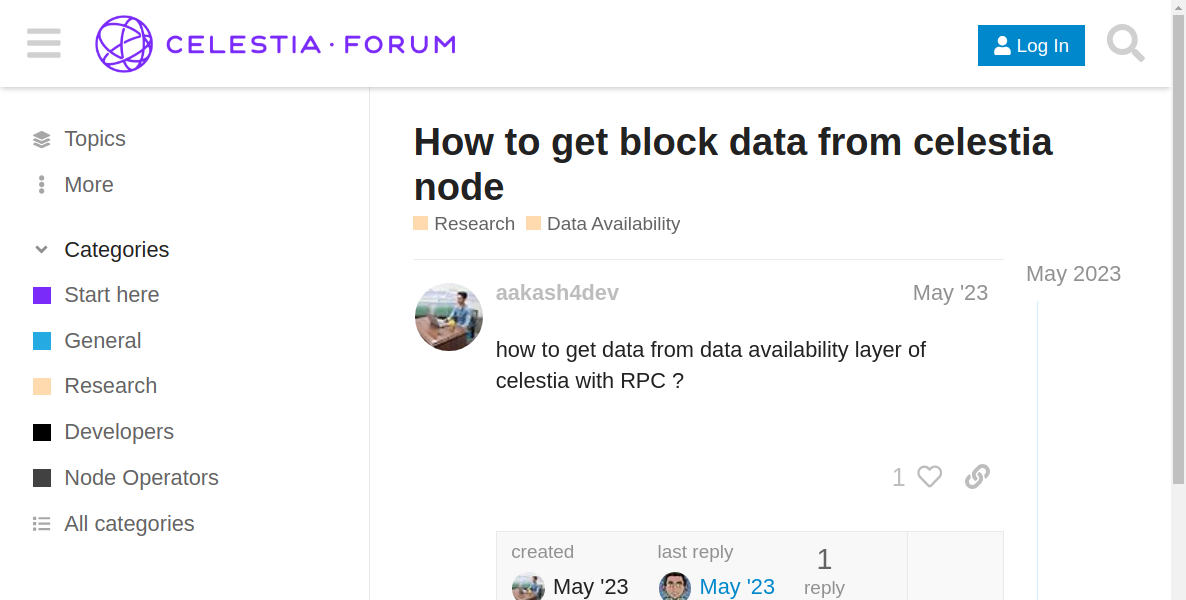 CELESTIA · FORUM
Log In
Topics
More
Categories
Start here
General
Research
Developers
Node Operators
All categories
How to get block data from celestia
node
Research Data Availability
May 2023
aakash4dev May '23
how to get data from data availability layer of
celestia with RPC ?
1
created last reply 1
May '23 May '23 reply